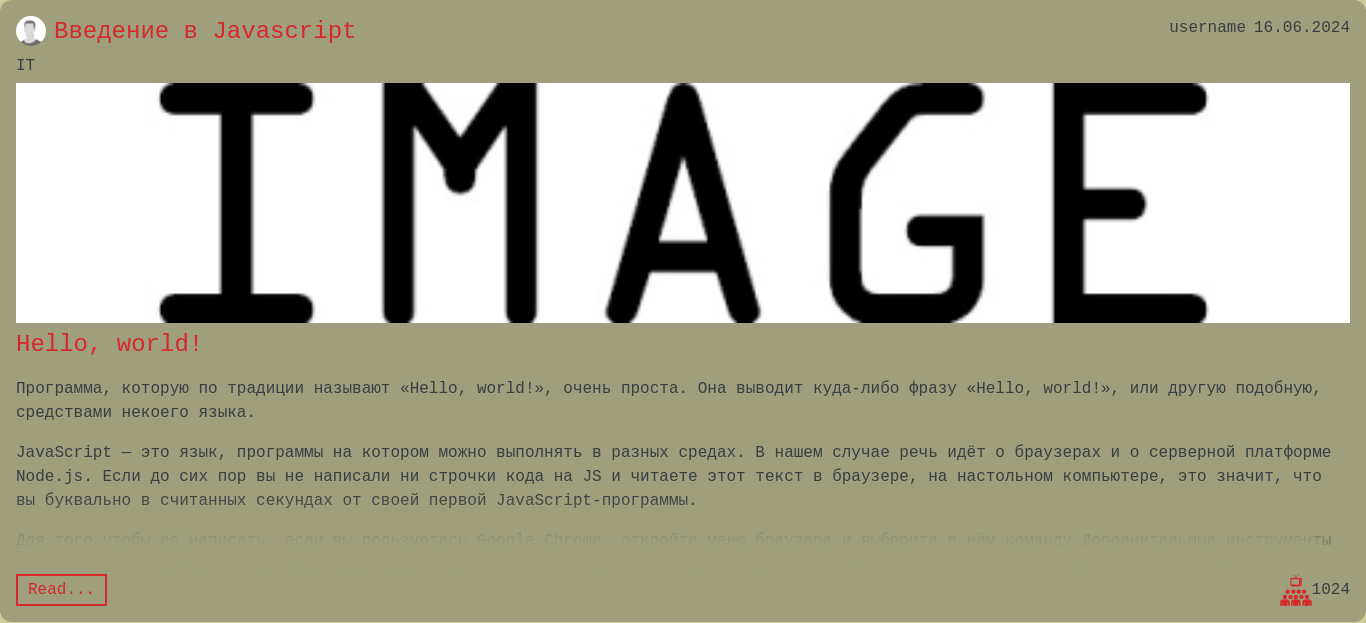 Введение в Javascript
username 16.06.2024
IT
IMAGE
Hello, world!
Программа, которую по традиции называют «Hello, world!», очень проста. Она выводит куда-либо фразу «Hello, world!», или другую подобную,
средствами некоего языка.
JavaScript — это язык, программы на котором можно выполнять в разных средах. В нашем случае речь идёт о браузерах и о серверной платформе
Node.js. Если до сих пор вы не написали ни строчки кода на JS и читаете этот текст в браузере, на настольном компьютере, это значит, что
вы буквально в считанных секундах от своей первой JavaScript-программы.
Для того чтобы её написать, если вы пользуетесь Google Chrome, откройте меню браузера и выберите в нём команду Дополнительные инструменты
Read...
1024